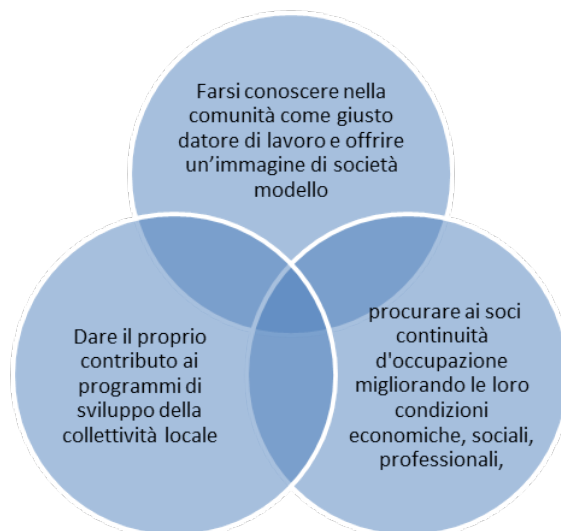 Farsi conoscere nella
comunità come giusto
datore di lavoro e offrire
un’immagine di società
modello
Dare il proprio
contributo ai
programmi di
sviluppo della
collettività locale
procurare ai soci
continuità
d'occupazione
migliorando le loro
condizioni
economiche, sociali,
professionali,